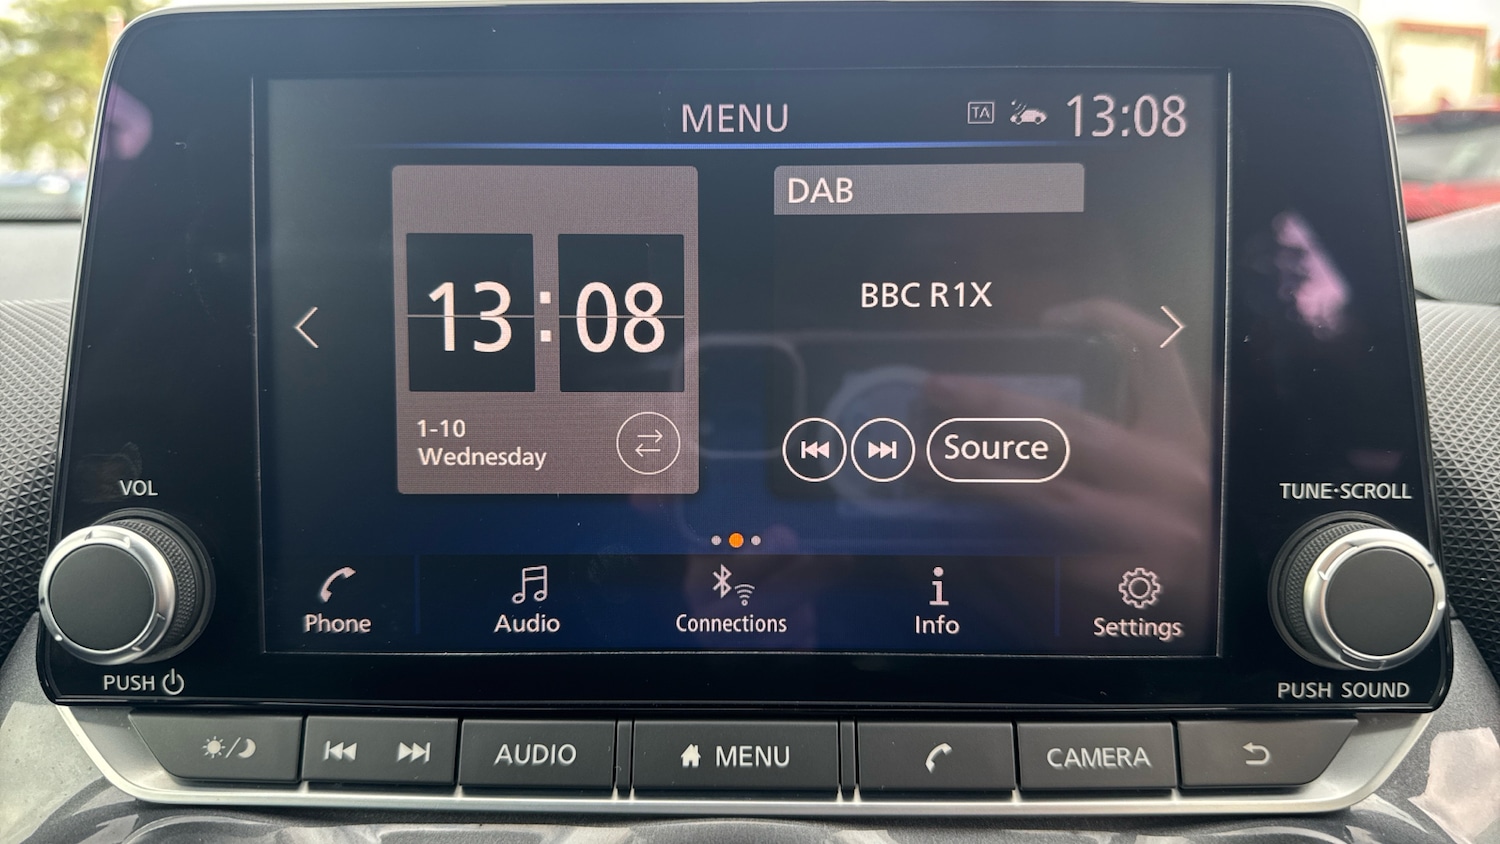 MENU
TA
13:08
13:08
1-10
Wednesday
DAB
BBC R1X
Source
Phone
Audio
Connections
Info
Settings
VOL
PUSH
TUNE·SCROLL
PUSH SOUND
AUDIO
MENU
CAMERA